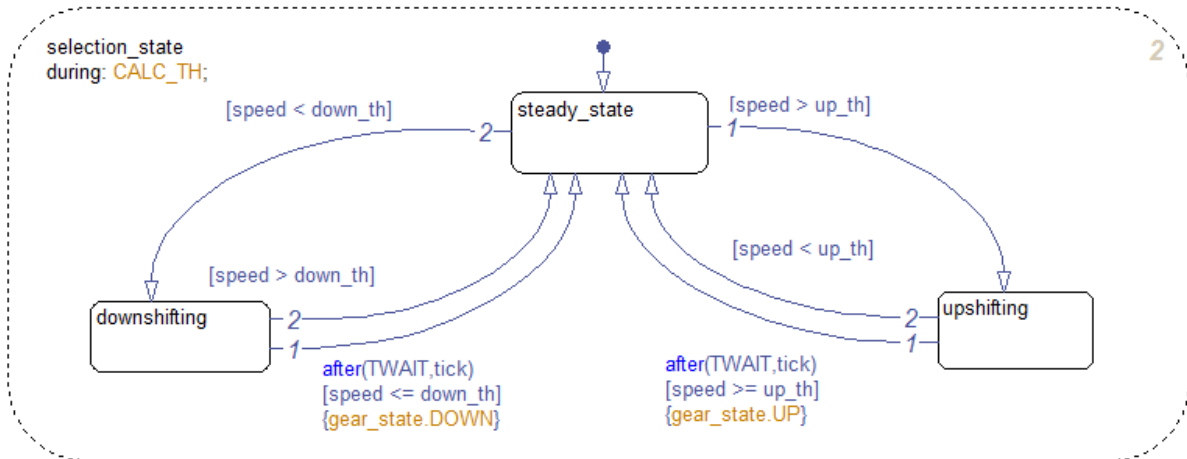 selection_state
during: CALC_TH;
2
[speed < down_th]
2
steady_state
[speed > up_th]
1
[speed > down_th]
[speed < up_th]
downshifting
2
1
2
1
upshifting
after(TWAIT,tick)
[speed <= down_th]
{gear_state.DOWN}
after(TWAIT,tick)
[speed >= up_th]
{gear_state.UP}